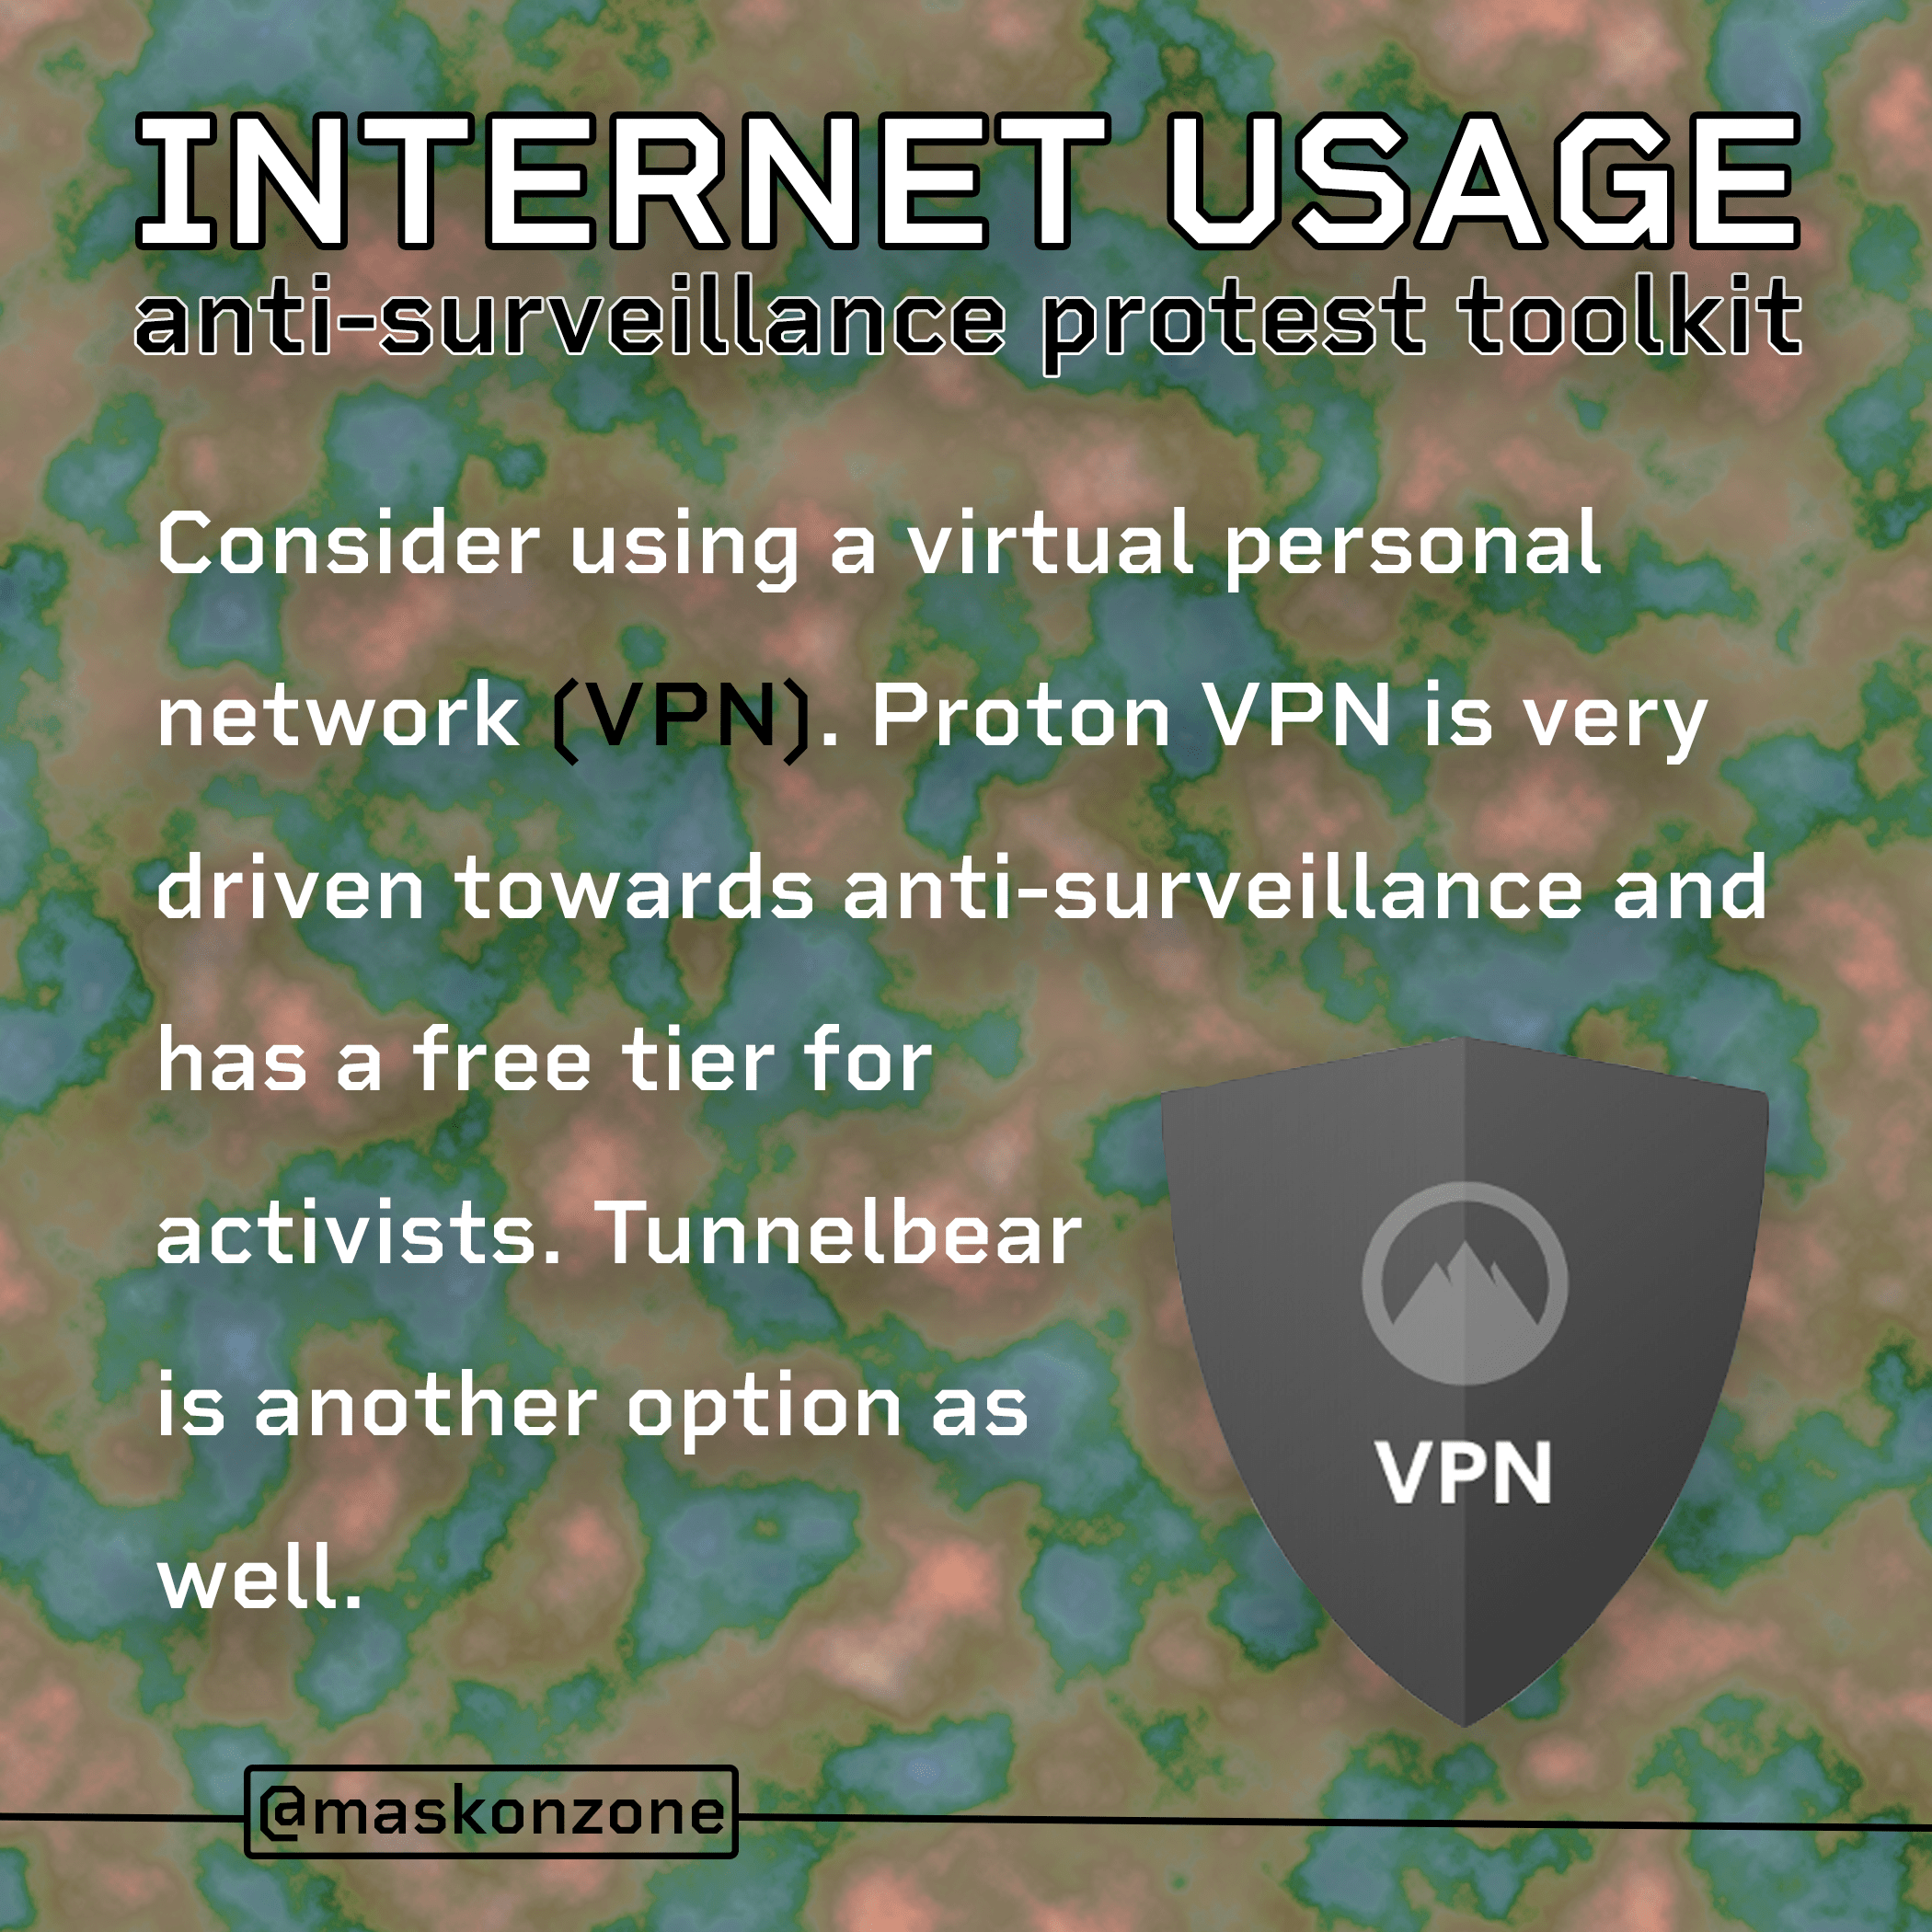 INTERNET USAGE
anti-surveillance protest toolkit
Consider using a virtual personal
network (VPN). Proton VPN is very
driven towards anti-surveillance and
has a free tier for
activists. Tunnelbear
is another option as
well.
VPN
@maskonzone